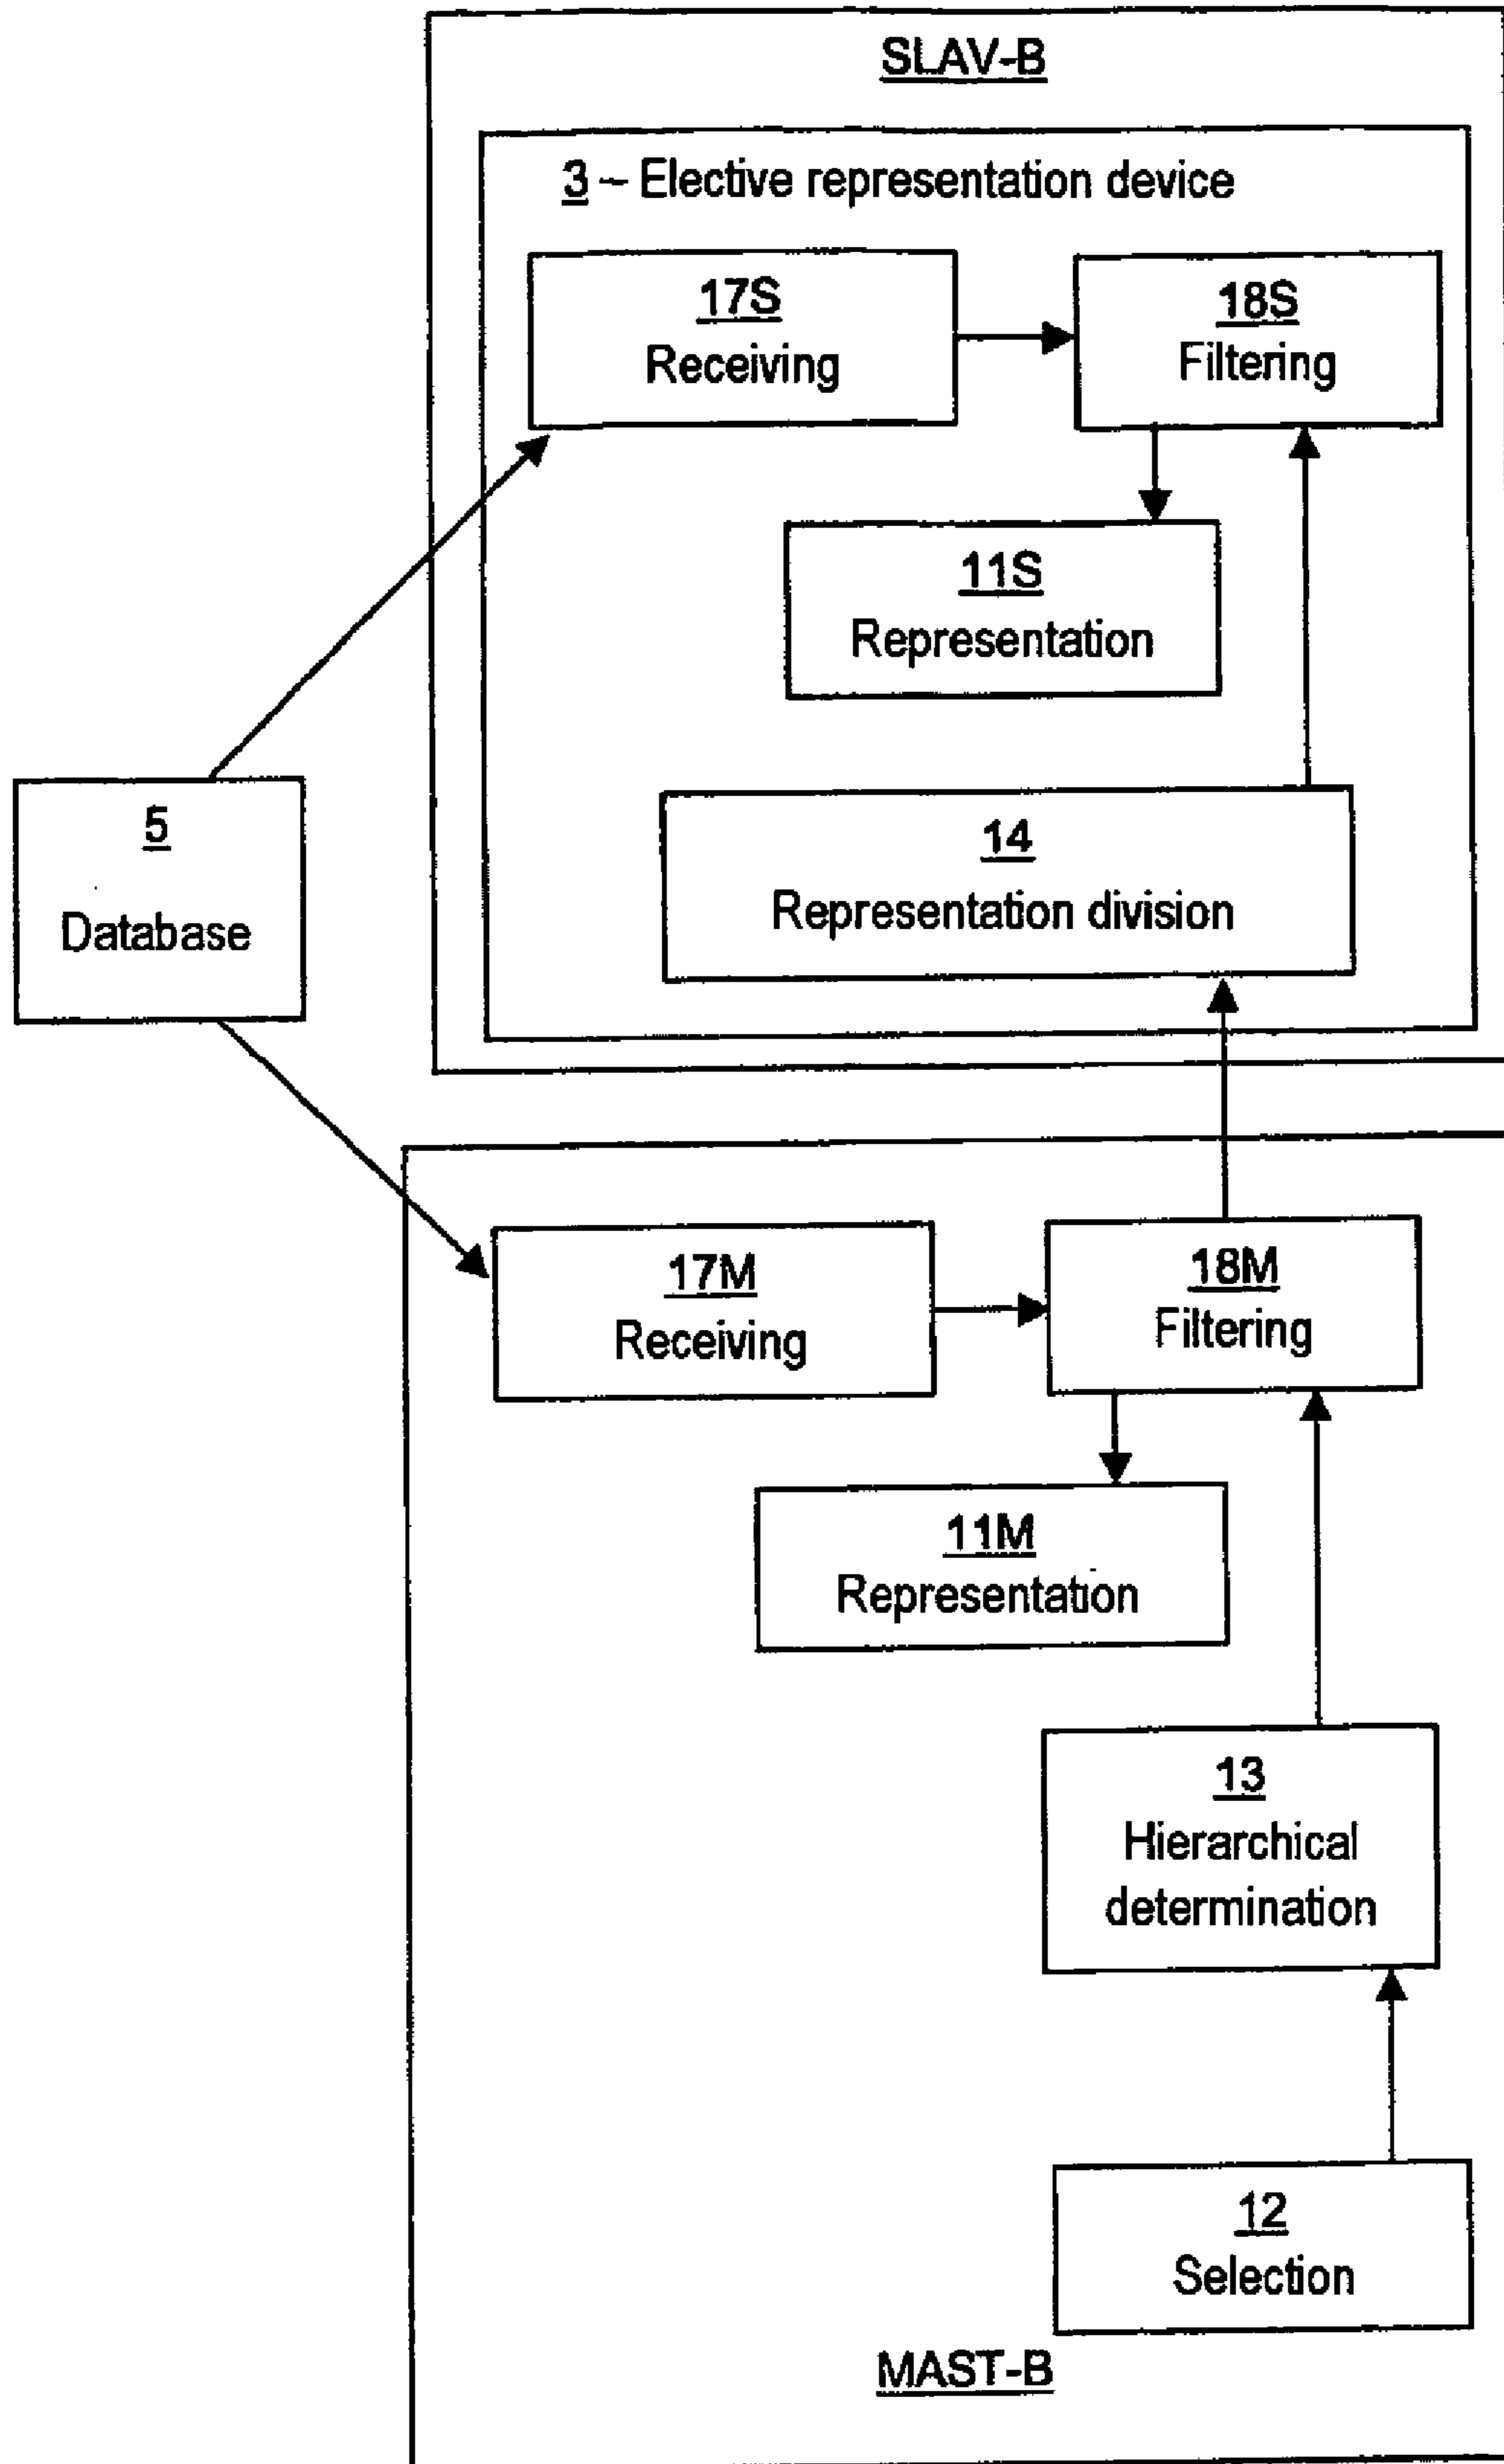 SLAV-B
3 – Elective representation device
17S
Receiving
18S
Filtering
11S
Representation
14
Representation division
5
Database
17M
Receiving
18M
Filtering
11M
Representation
13
Hierarchical
determination
12
Selection
MAST-B